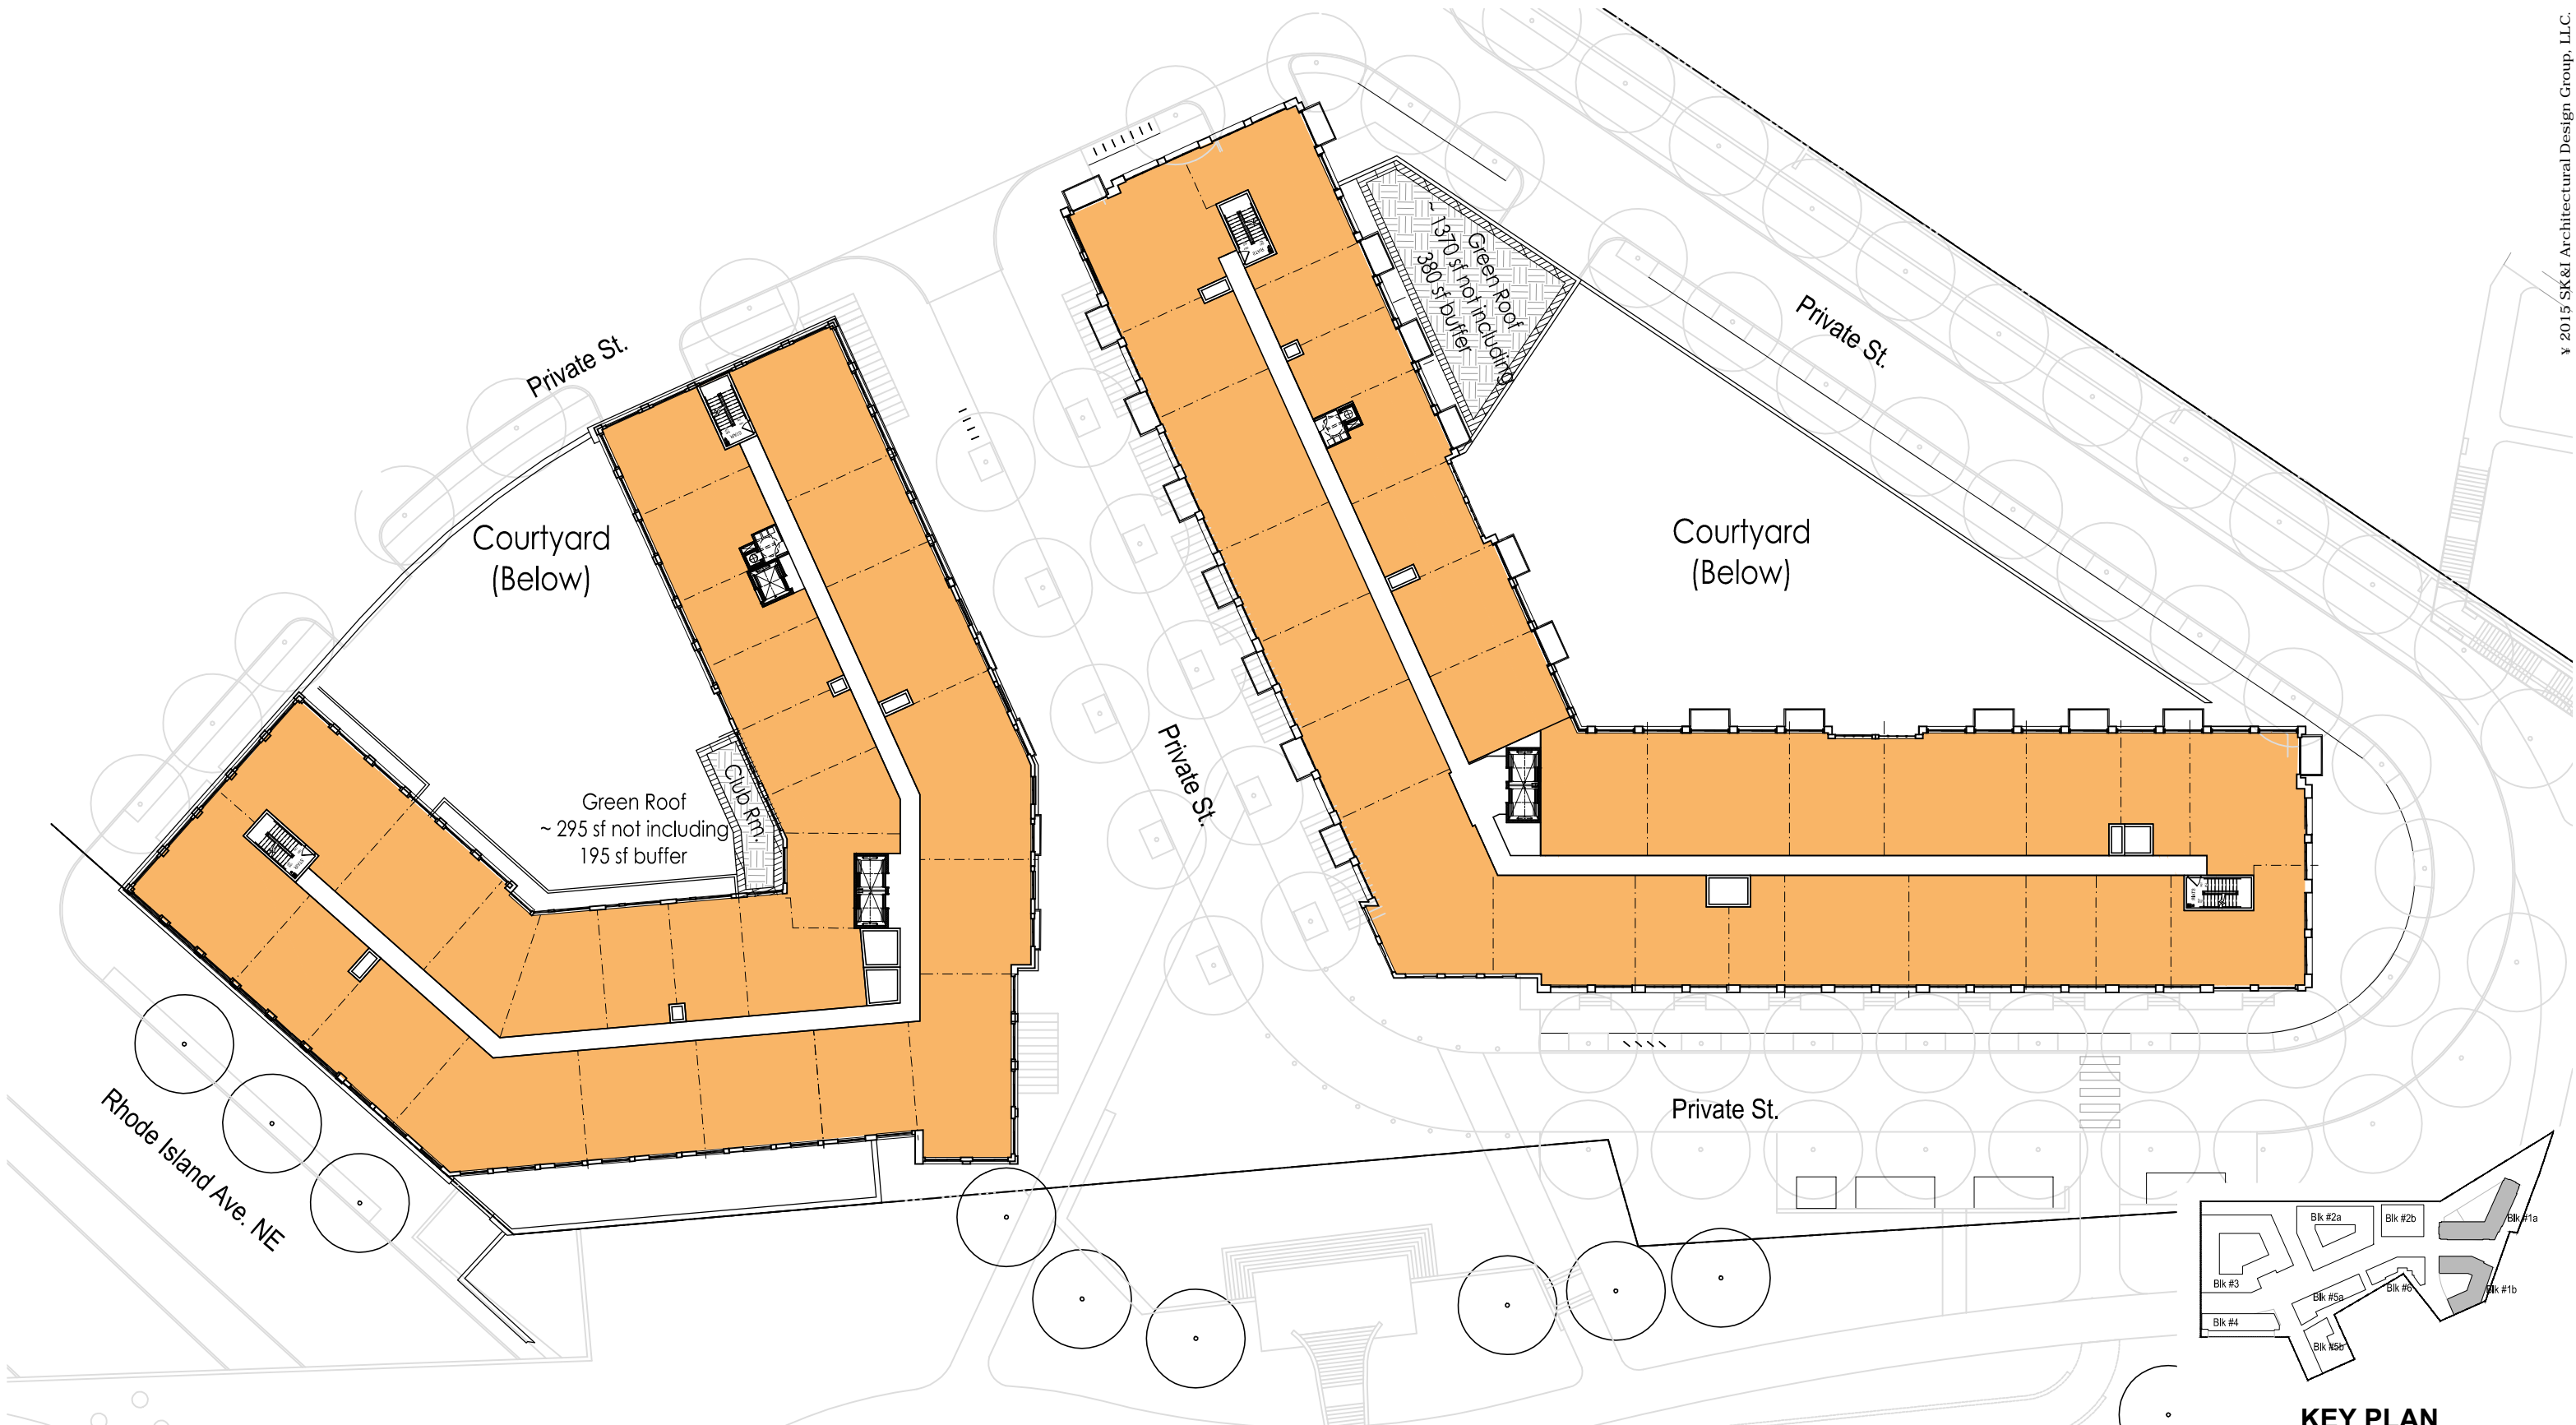 ¥ 2015 SK&I Architectural Design Group, LLC.
Private St.
Courtyard
(Below)
Green Roof
~ 295 sf not including
195 sf buffer
Club Rm.
Rhode Island Ave. NE
Private St.
Green Roof
~ 1370 sf not including
380 sf buffer
Private St.
Courtyard
(Below)
Private St.
Blk #2a
Blk #2b
Blk #1a
Blk #3
Blk #5a
Blk #6
Blk #1b
Blk #4
Blk #5b
KEY PLAN